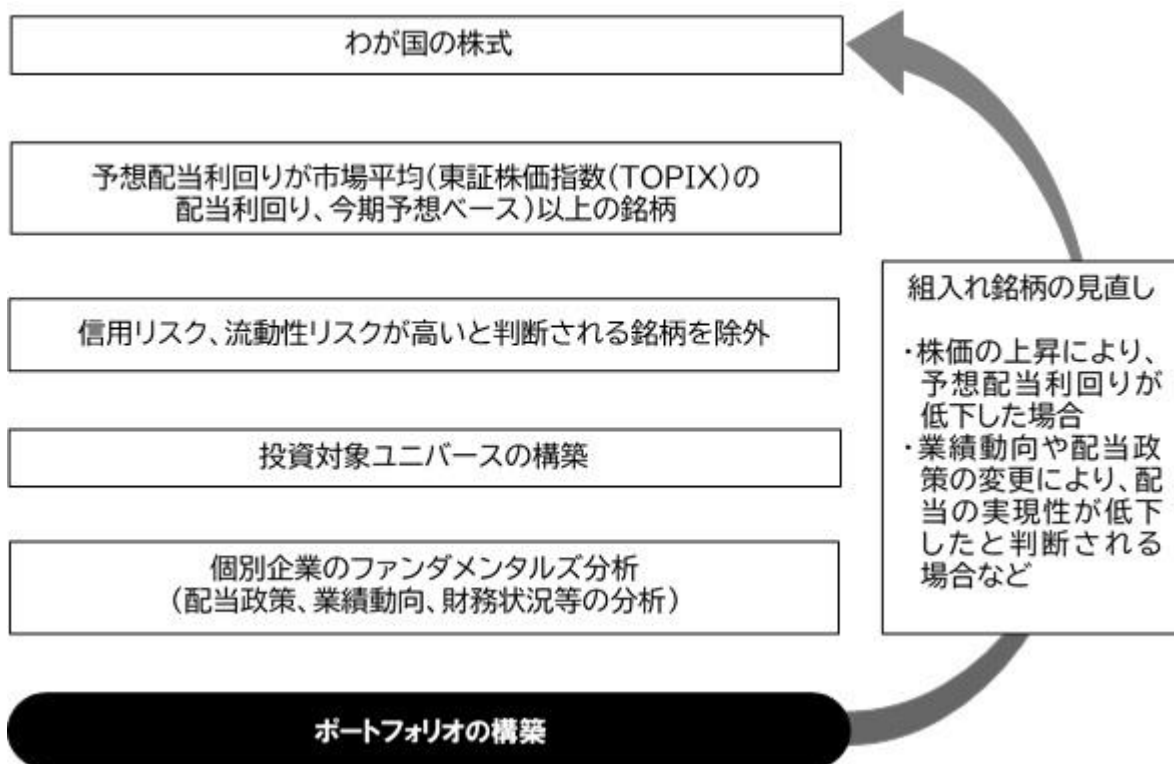 わが国の株式
予想配当利回りが市場平均(東証株価指数(TOPIX)の
配当利回り、今期予想ベース)以上の銘柄
信用リスク、流動性リスクが高いと判断される銘柄を除外
投資対象ユニバースの構築
個別企業のファンダメンタルズ分析
(配当政策、業績動向、財務状況等の分析)
ポートフォリオの構築
組入れ銘柄の見直し
・株価の上昇により、
予想配当利回りが
低下した場合
・業績動向や配当政
策の変更により、配
当の実現性が低下
したと判断される
場合など